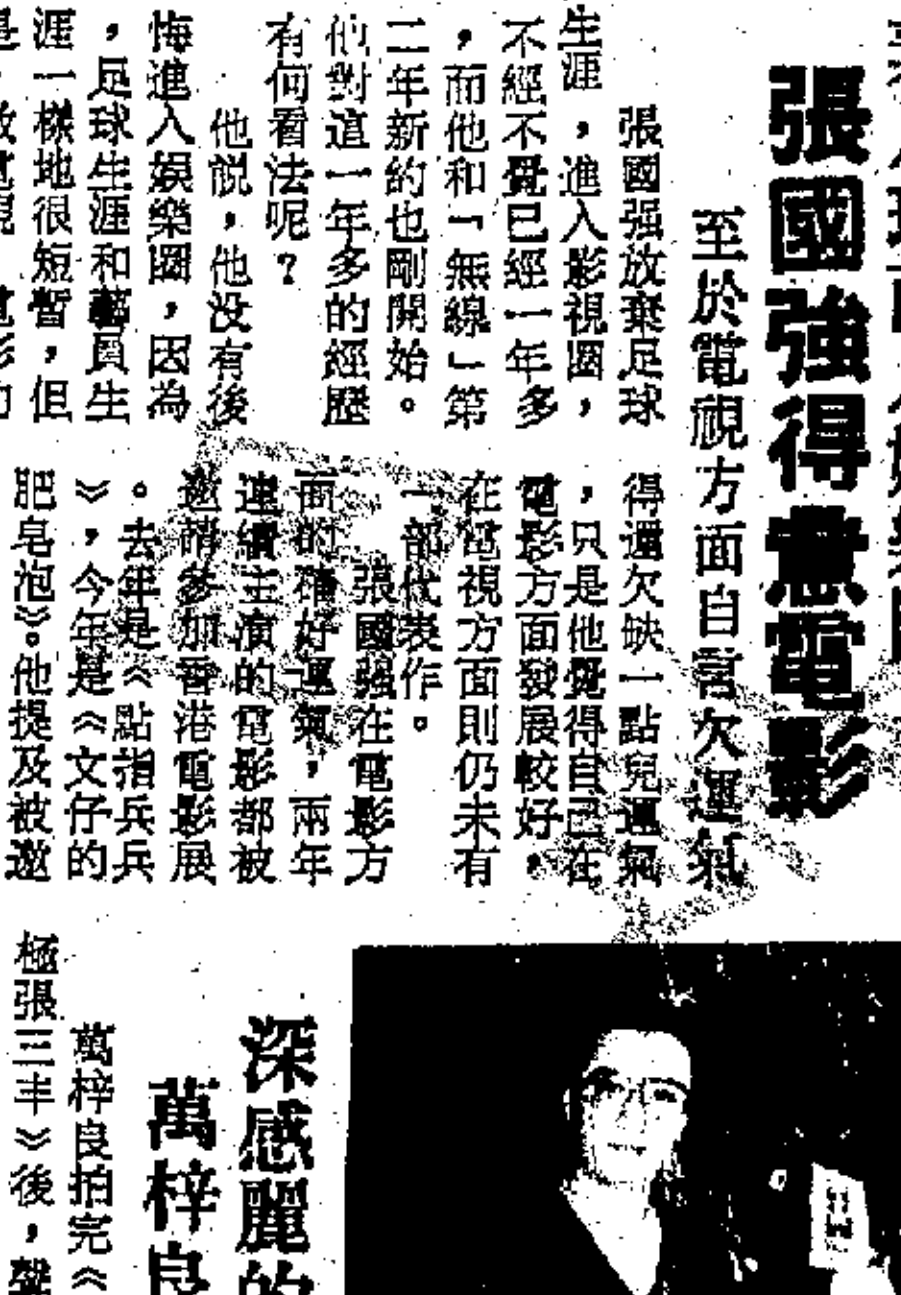 張國強得意電影
至於電視方面自言欠運氣
張國强放棄足球
生涯，進入影視圈，
不經不覺已經一年多
，而他和「無線」第
二年新約也剛開始。
他對這一年多的經歷
有何看法呢？
他說，他没有後
悔進入娛樂圈，因為
，足球生涯和藝員生
涯一樣地很短暫，但
得還欠缺一點兒運氣
，只是他覺得自己在
電影方面發展較好，
在電視方面則仍未有
一部代表作。
張國强在電影方
面的確好運氣，兩年
連續主演的電影都被
邀請參加香港電影展
。去年是《點指兵兵
》，今年是《文仔的
肥皂泡》。他提及被邀
深感麗的
萬梓良
萬梓良拍完《
極張三丰》後，聲